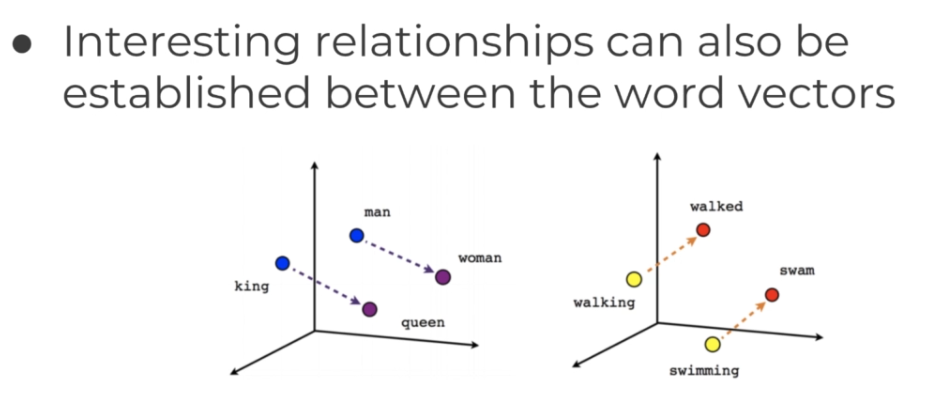 ● Interesting relationships can also be
established between the word vectors
man
woman
king
queen
walked
swam
walking
swimming